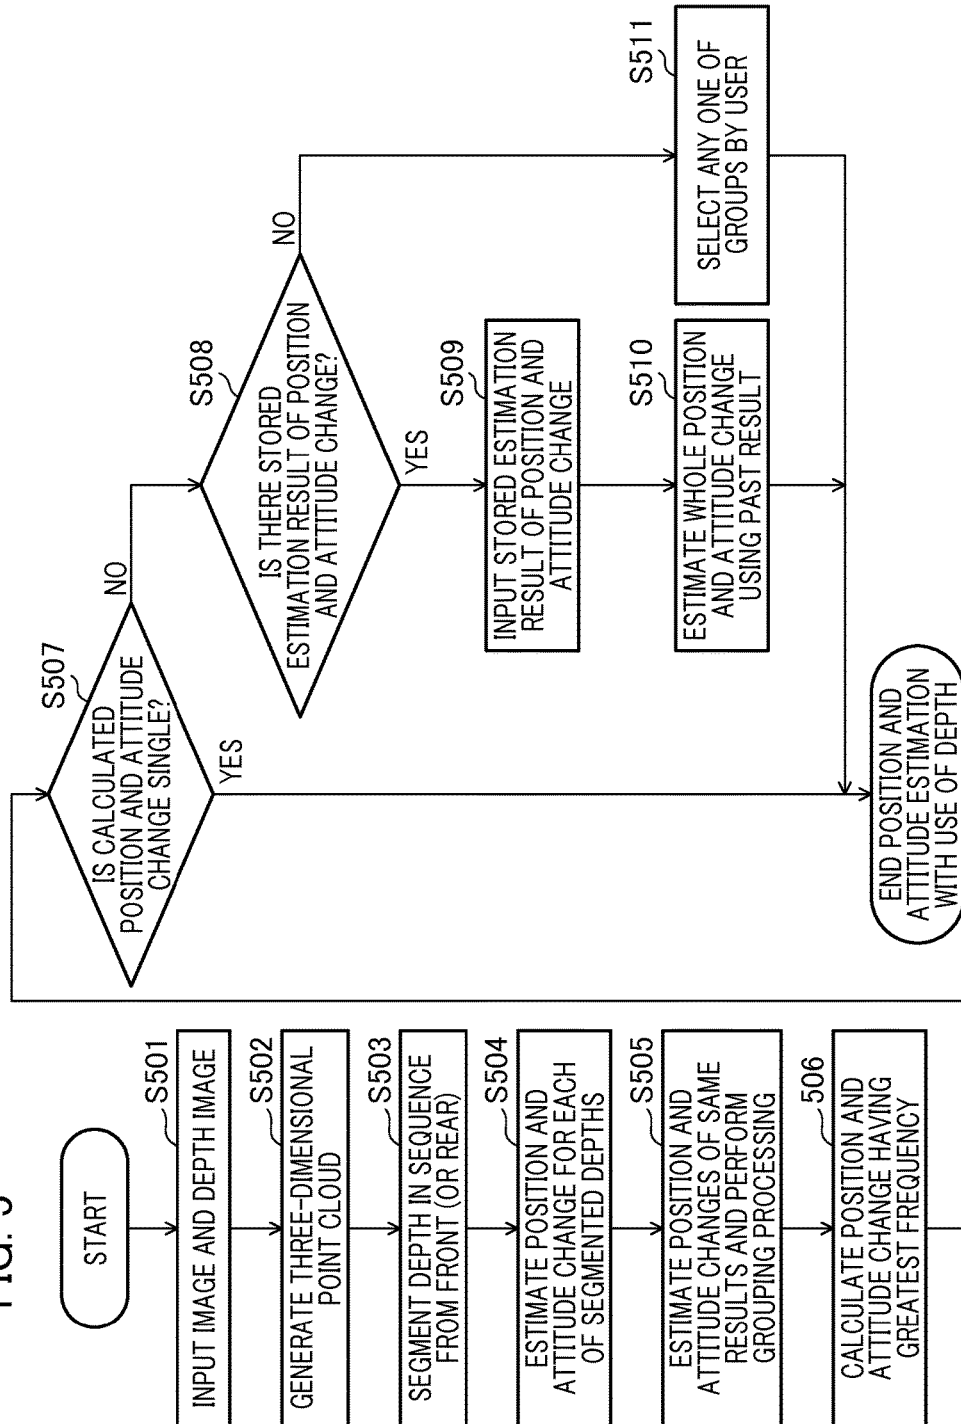 START
S501
INPUT IMAGE AND DEPTH IMAGE
S502
GENERATE THREE-DIMENSIONAL
POINT CLOUD
S503
SEGMENT DEPTH IN SEQUENCE
FROM FRONT (OR REAR)
S504
ESTIMATE POSITION AND
ATTITUDE CHANGE FOR EACH
OF SEGMENTED DEPTHS
S505
ESTIMATE POSITION AND
ATTITUDE CHANGES OF SAME
RESULTS AND PERFORM
GROUPING PROCESSING
506
CALCULATE POSITION AND
ATTITUDE CHANGE HAVING
GREATEST FREQUENCY
S507
IS CALCULATED
POSITION AND ATTITUDE
CHANGE SINGLE?
NO
YES
S508
IS THERE STORED
ESTIMATION RESULT OF POSITION
AND ATTITUDE CHANGE?
NO
YES
S509
INPUT STORED ESTIMATION
RESULT OF POSITION AND
ATTITUDE CHANGE
S510
ESTIMATE WHOLE POSITION
AND ATTITUDE CHANGE
USING PAST RESULT
S511
SELECT ANY ONE OF
GROUPS BY USER
END POSITION AND
ATTITUDE ESTIMATION
WITH USE OF DEPTH